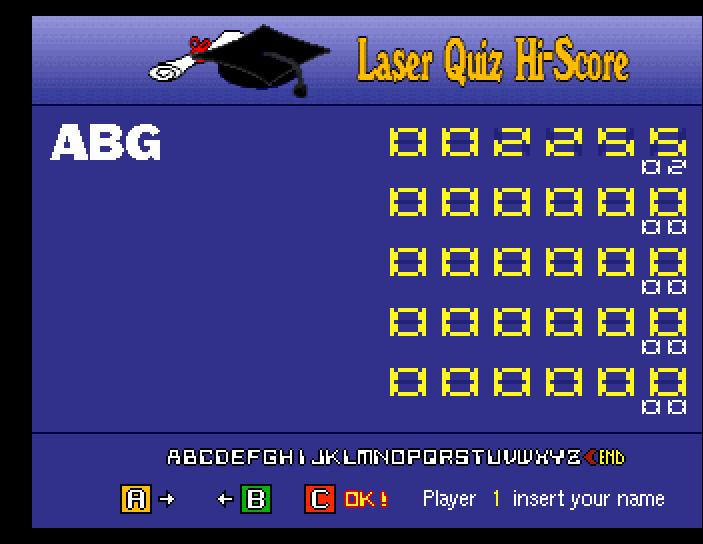 Laser Quiz Hi-Score
ABG 002255
02
000000
00
000000
00
000000
00
000000
00
ABCDEFGHIJKLMNOPQRSTUVWXYZ END
A → ← B C OK! Player 1 insert your name